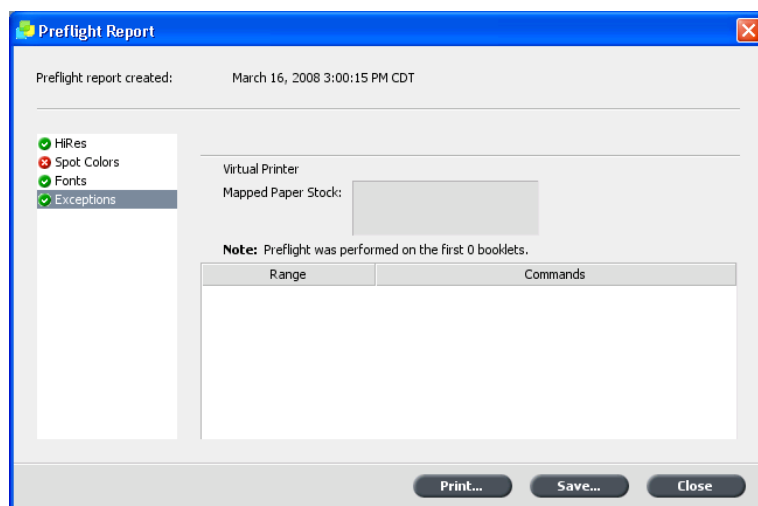 Preflight Report
Preflight report created: March 16, 2008 3:00:15 PM CDT
HiRes
Spot Colors
Fonts
Exceptions
Virtual Printer
Mapped Paper Stock:
Note: Preflight was performed on the first 0 booklets.
Range Commands
Print... Save... Close